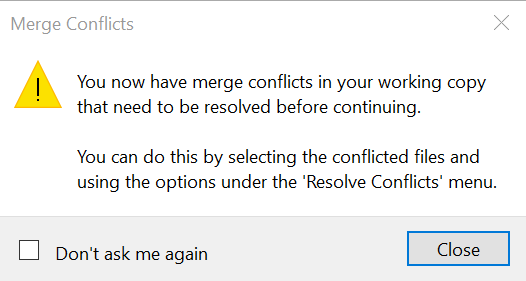 Merge Conflicts
You now have merge conflicts in your working copy
that need to be resolved before continuing.
You can do this by selecting the conflicted files and
using the options under the 'Resolve Conflicts' menu.
Don't ask me again
Close